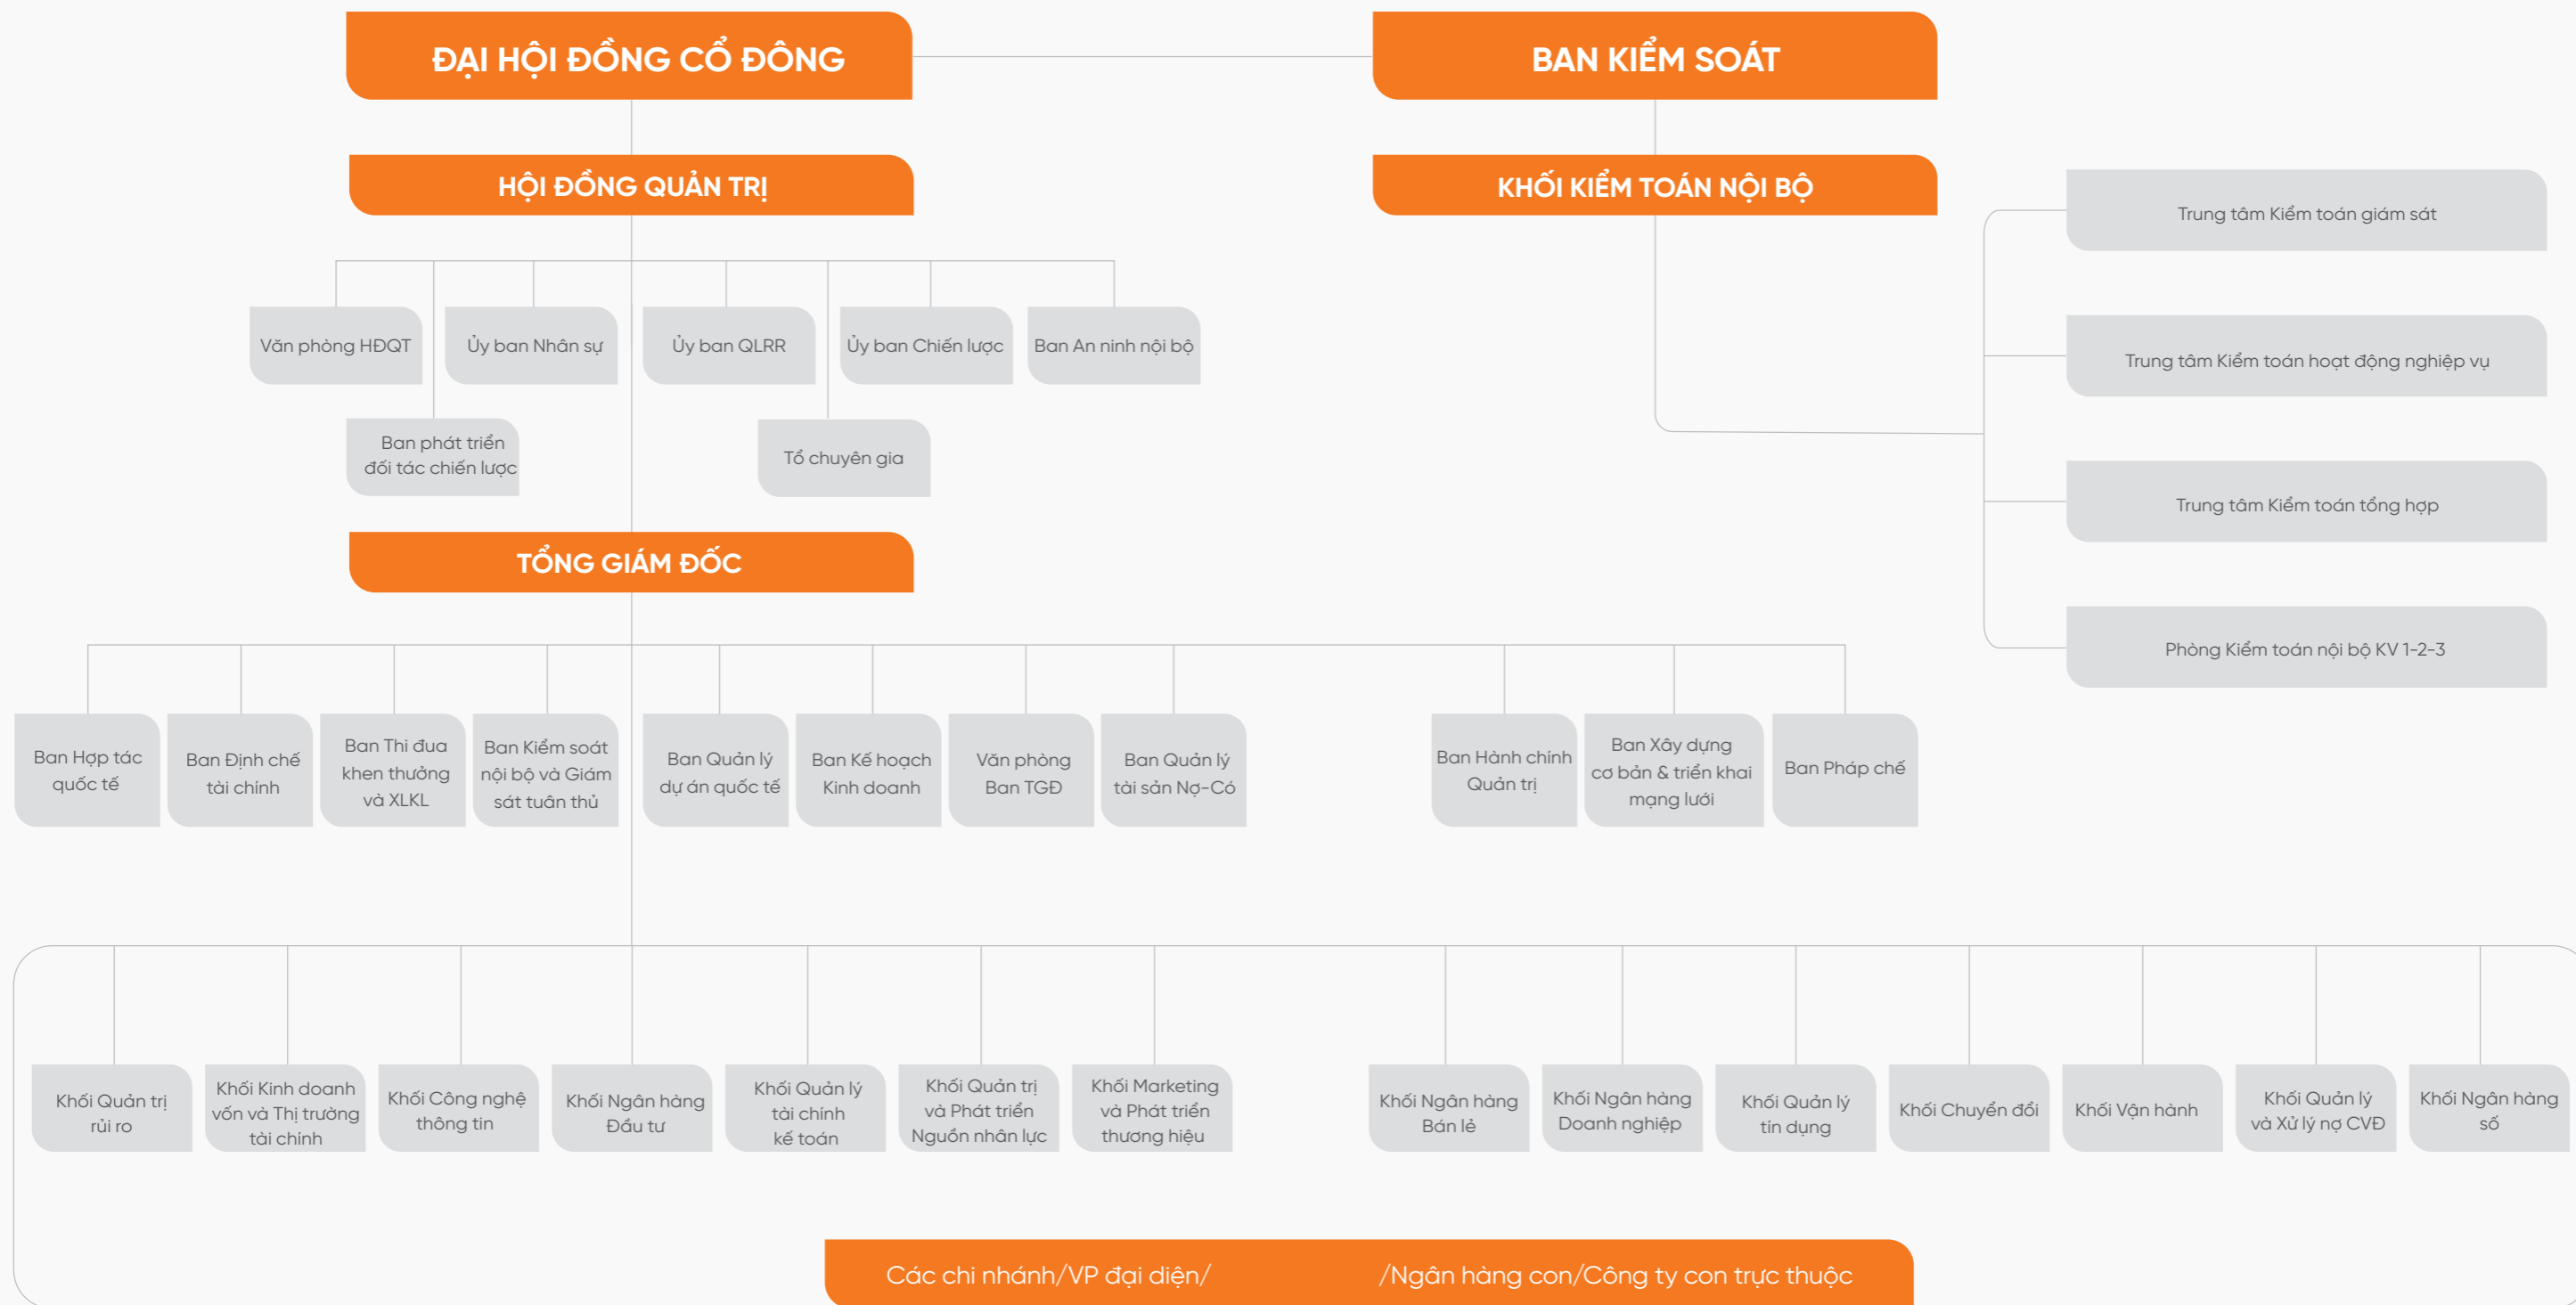 ĐẠI HỘI ĐỒNG CỔ ĐÔNG
BAN KIỂM SOÁT
HỘI ĐỒNG QUẢN TRỊ
KHỐI KIỂM TOÁN NỘI BỘ
Trung tâm Kiểm toán giám sát
Trung tâm Kiểm toán hoạt động nghiệp vụ
Trung tâm Kiểm toán tổng hợp
Phòng Kiểm toán nội bộ KV 1-2-3
Văn phòng HĐQT
Ủy ban Nhân sự
Ủy ban QLRR
Ủy ban Chiến lược
Ban An ninh nội bộ
Ban phát triển
đối tác chiến lược
Tổ chuyên gia
TỔNG GIÁM ĐỐC
Ban Hợp tác
quốc tế
Ban Định chế
tài chính
Ban Thi đua
khen thưởng
và XLKL
Ban Kiểm soát
nội bộ và Giám
sát tuân thủ
Ban Quản lý
dự án quốc tế
Ban Kế hoạch
Kinh doanh
Văn phòng
Ban TGĐ
Ban Quản lý
tài sản Nợ-Có
Ban Hành chính
Quản trị
Ban Xây dựng
cơ bản & triển khai
mạng lưới
Ban Pháp chế
Khối Quản trị
rủi ro
Khối Kinh doanh
vốn và Thị trường
tài chính
Khối Công nghệ
thông tin
Khối Ngân hàng
Đầu tư
Khối Quản lý
tài chính
kế toán
Khối Quản trị
và Phát triển
Nguồn nhân lực
Khối Marketing
và Phát triển
thương hiệu
Khối Ngân hàng
Bán lẻ
Khối Ngân hàng
Doanh nghiệp
Khối Quản lý
tín dụng
Khối Chuyển đổi
Khối Vận hành
Khối Quản lý
và Xử lý nợ CVĐ
Khối Ngân hàng
số
Các chi nhánh/VP đại diện/ /Ngân hàng con/Công ty con trực thuộc